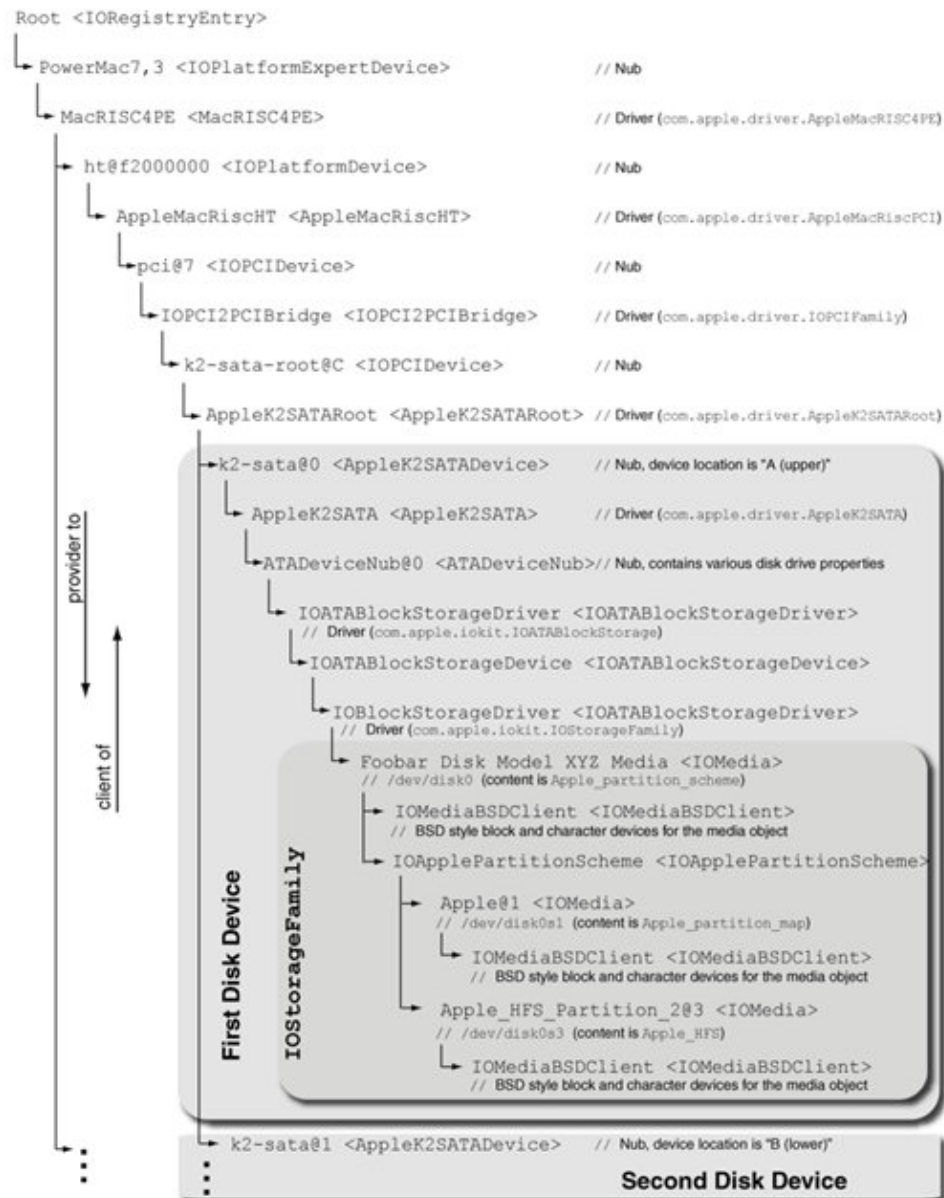 Root <IORegistryEntry>
PowerMac7,3 <IOPlatformExpertDevice> // Nub
MacRISC4PE <MacRISC4PE> // Driver (com.apple.driver.AppleMacRISC4PE)
ht@f2000000 <IOPlatformDevice> // Nub
AppleMacRiscHT <AppleMacRiscHT> // Driver (com.apple.driver.AppleMacRiscPCI)
pci@7 <IOPCIDevice> // Nub
IOPCI2PCIBridge <IOPCI2PCIBridge> // Driver (com.apple.driver.IOPCIFamily)
k2-sata-root@C <IOPCIDevice> // Nub
AppleK2SATARoot <AppleK2SATARoot> // Driver (com.apple.driver.AppleK2SATARoot)
k2-sata@0 <AppleK2SATADevice> // Nub, device location is "A (upper)"
AppleK2SATA <AppleK2SATA> // Driver (com.apple.driver.AppleK2SATA)
ATADeviceNub@0 <ATADeviceNub> // Nub, contains various disk drive properties
IOATABlockStorageDriver <IOATABlockStorageDriver>
// Driver (com.apple.iokit.IOATABlockStorage)
IOATABlockStorageDevice <IOATABlockStorageDevice>
IOBlockStorageDriver <IOATABlockStorageDriver>
// Driver (com.apple.iokit.IOStorageFamily)
Foobar Disk Model XYZ Media <IOMedia>
// /dev/disk0 (content is Apple_partition_scheme)
IOMediaBSDClient <IOMediaBSDClient>
// BSD style block and character devices for the media object
IOApplePartitionScheme <IOApplePartitionScheme>
Apple@1 <IOMedia>
// /dev/disk0s1 (content is Apple_partition_map)
IOMediaBSDClient <IOMediaBSDClient>
// BSD style block and character devices for the media object
Apple_HFS_Partition_2@3 <IOMedia>
// /dev/disk0s3 (content is Apple_HFS)
IOMediaBSDClient <IOMediaBSDClient>
// BSD style block and character devices for the media object
provider to
client of
First Disk Device
IOStorageFamily
k2-sata@1 <AppleK2SATADevice> // Nub, device location is "B (lower)"
Second Disk Device